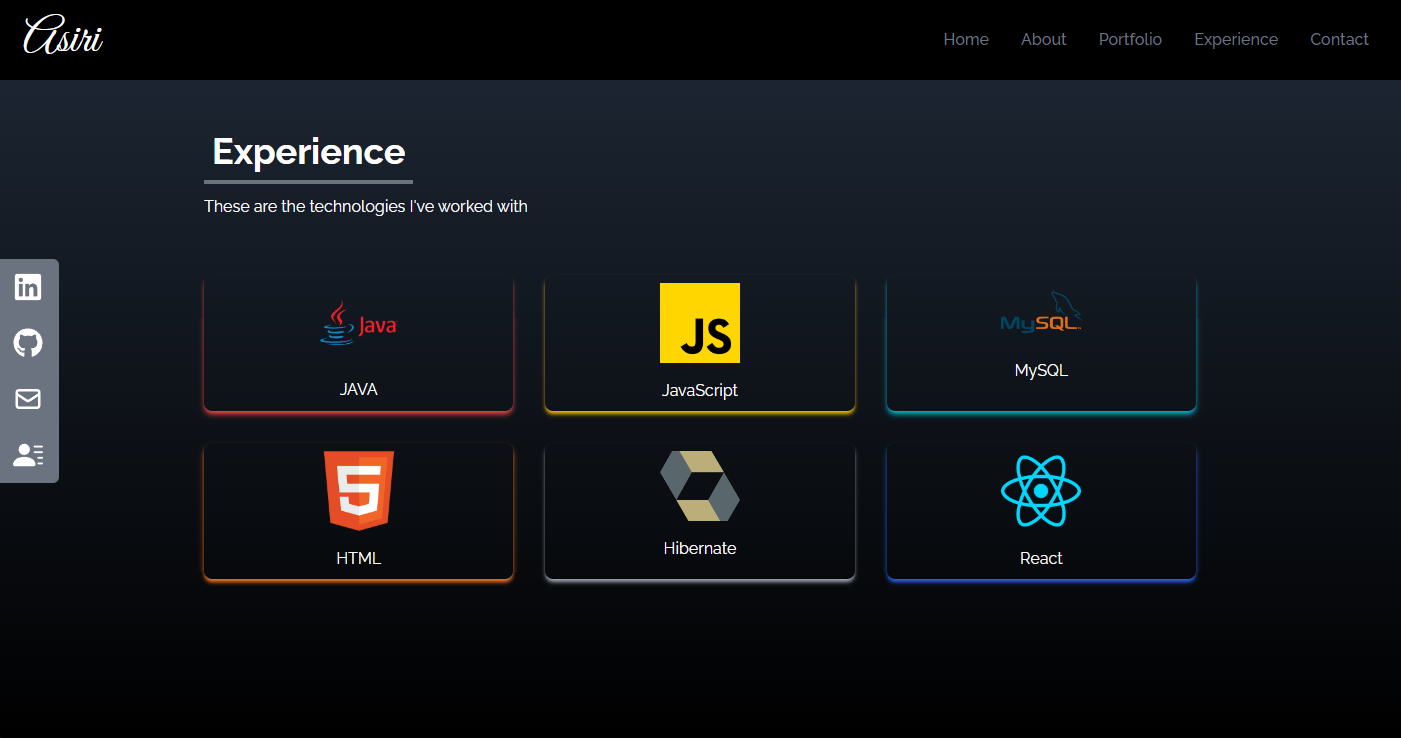 Asiri
Home About Portfolio Experience Contact
Experience
These are the technologies I've worked with
in
Java
JS
MySQL
JAVA
JavaScript
MySQL
5
HTML
Hibernate
React